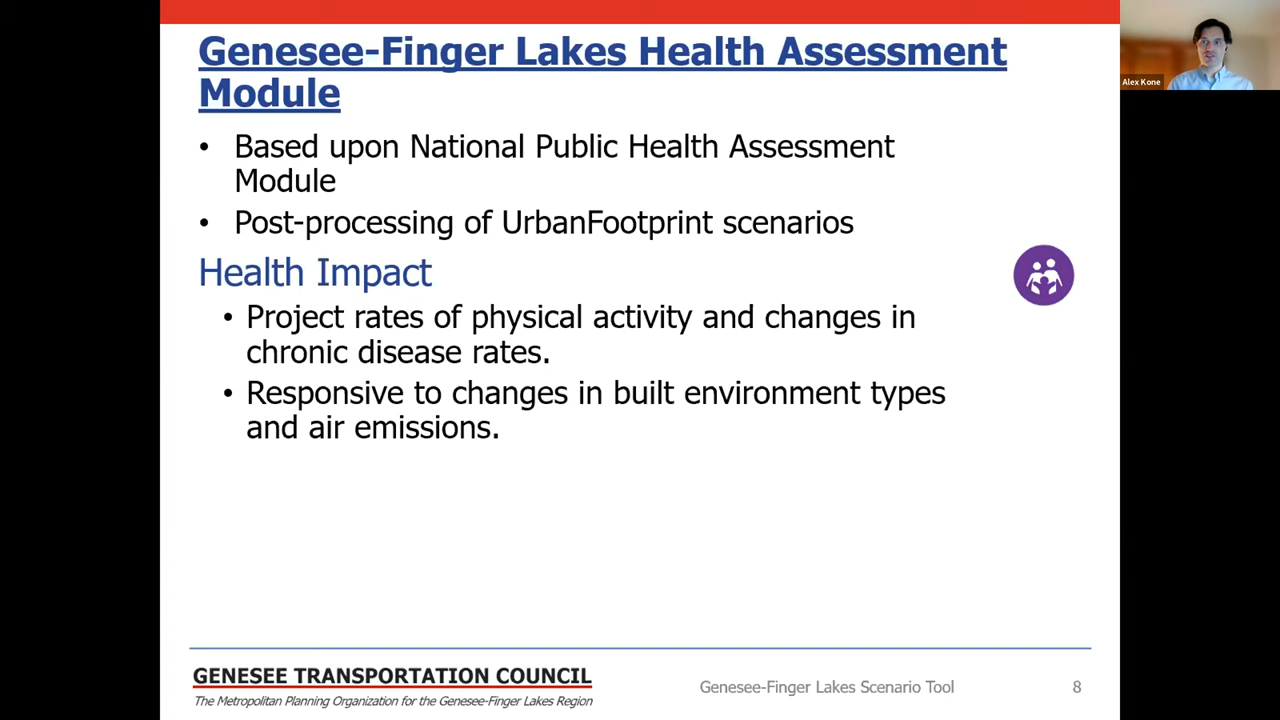 Genesee-Finger Lakes Health Assessment
Module
• Based upon National Public Health Assessment
Module
• Post-processing of UrbanFootprint scenarios
Health Impact
• Project rates of physical activity and changes in
chronic disease rates.
• Responsive to changes in built environment types
and air emissions.
GENESEE TRANSPORTATION COUNCIL
The Metropolitan Planning Organization for the Genesee-Finger Lakes Region
Genesee-Finger Lakes Scenario Tool
8
Alex Kone